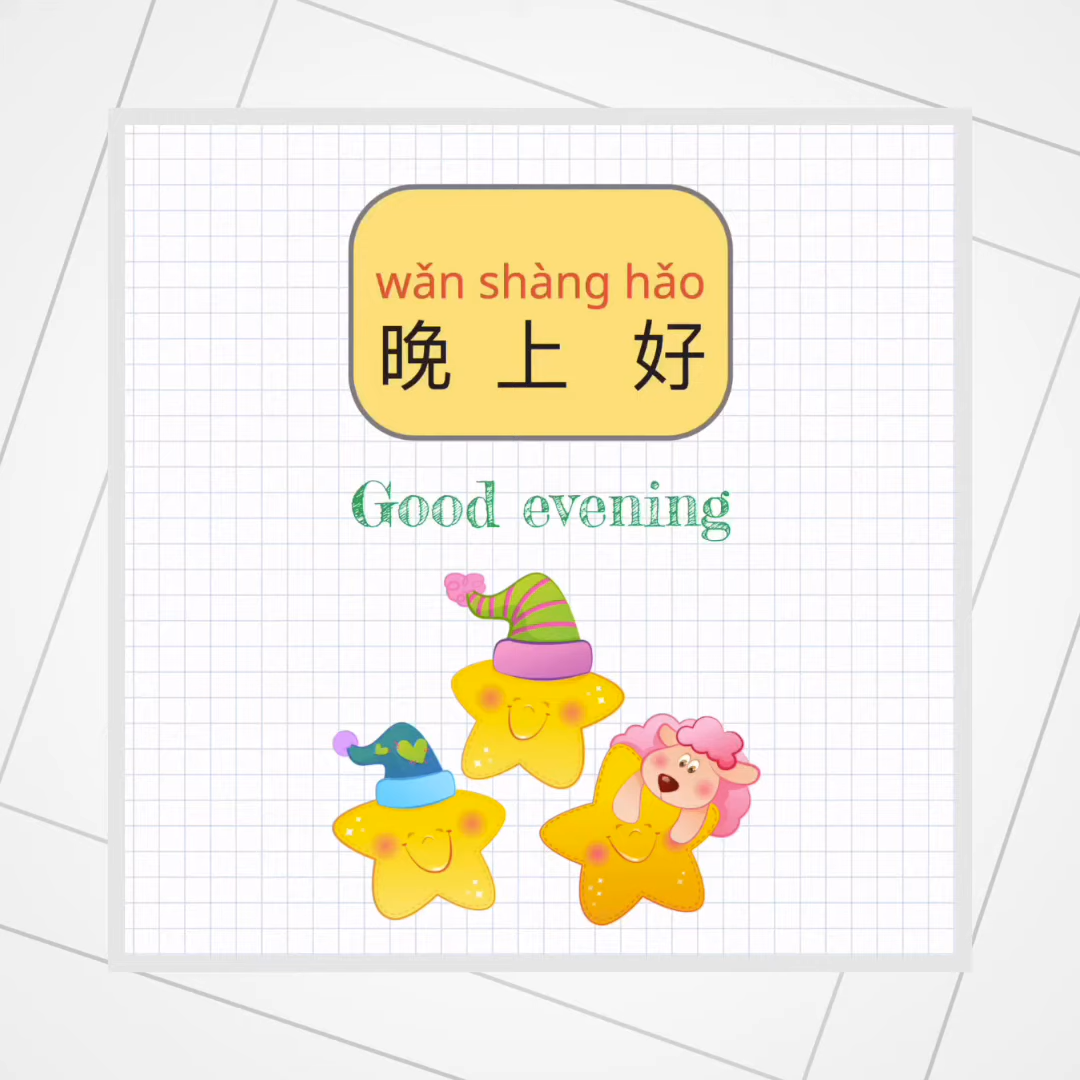 wǎn shàng hǎo
晚 上 好
Good evening